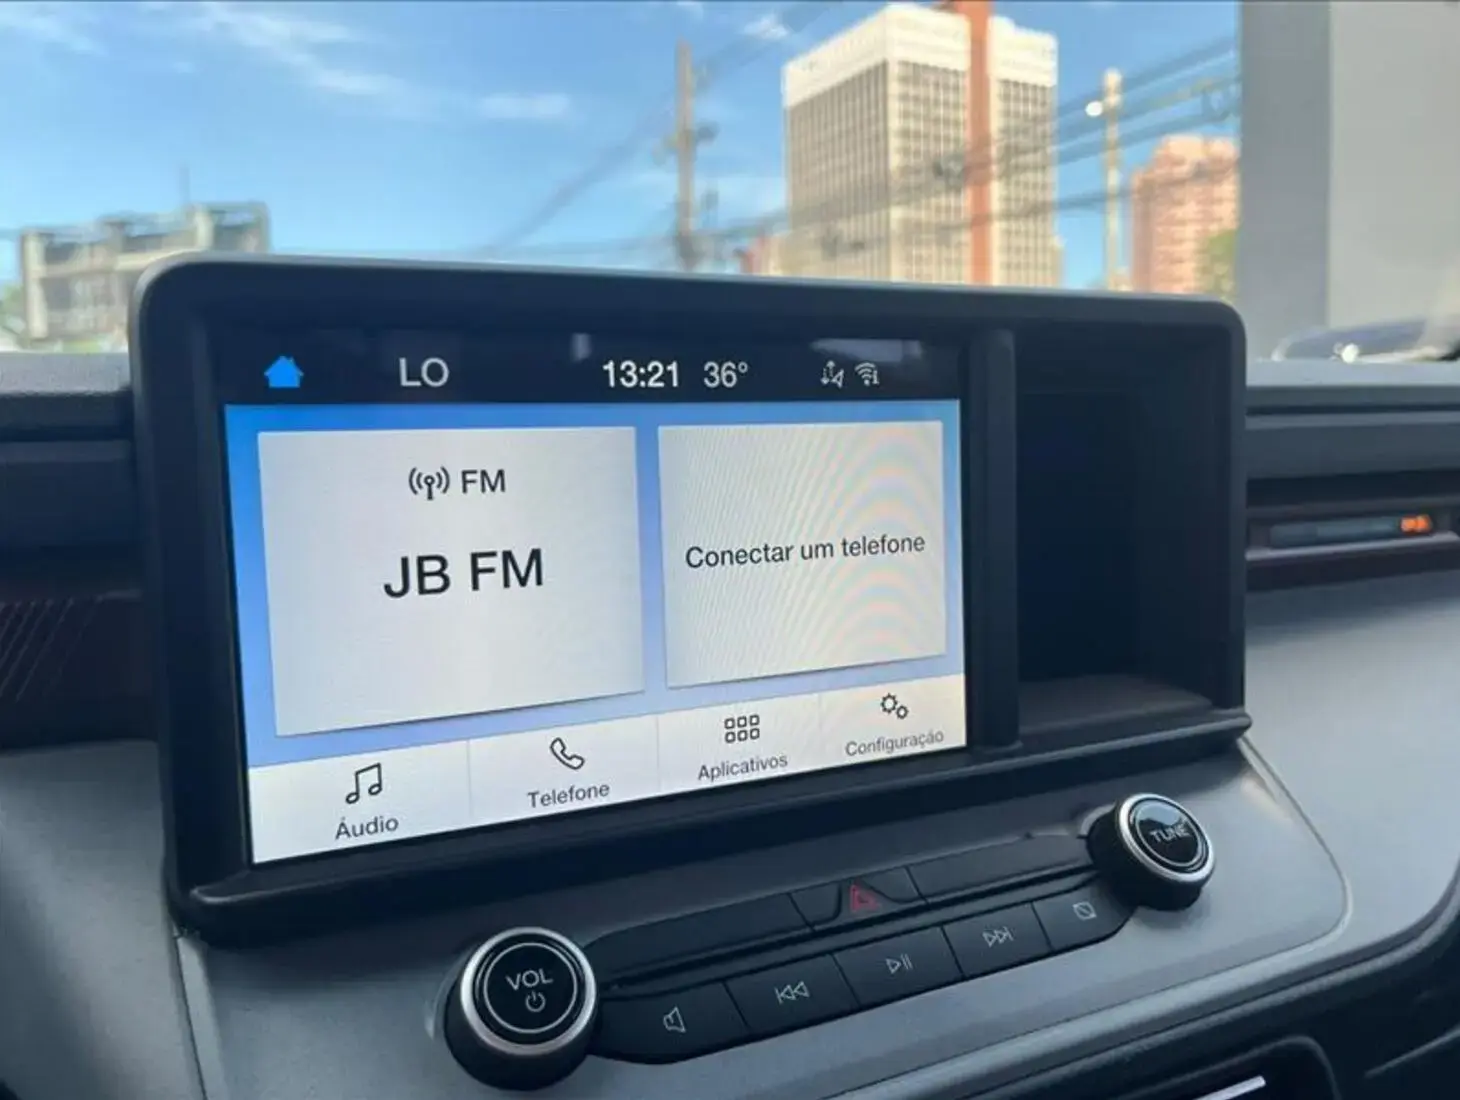 LO 13:21 36°
FM
JB FM
Conectar um telefone
Áudio
Telefone
Aplicativos
Configuração
TUNE
VOL